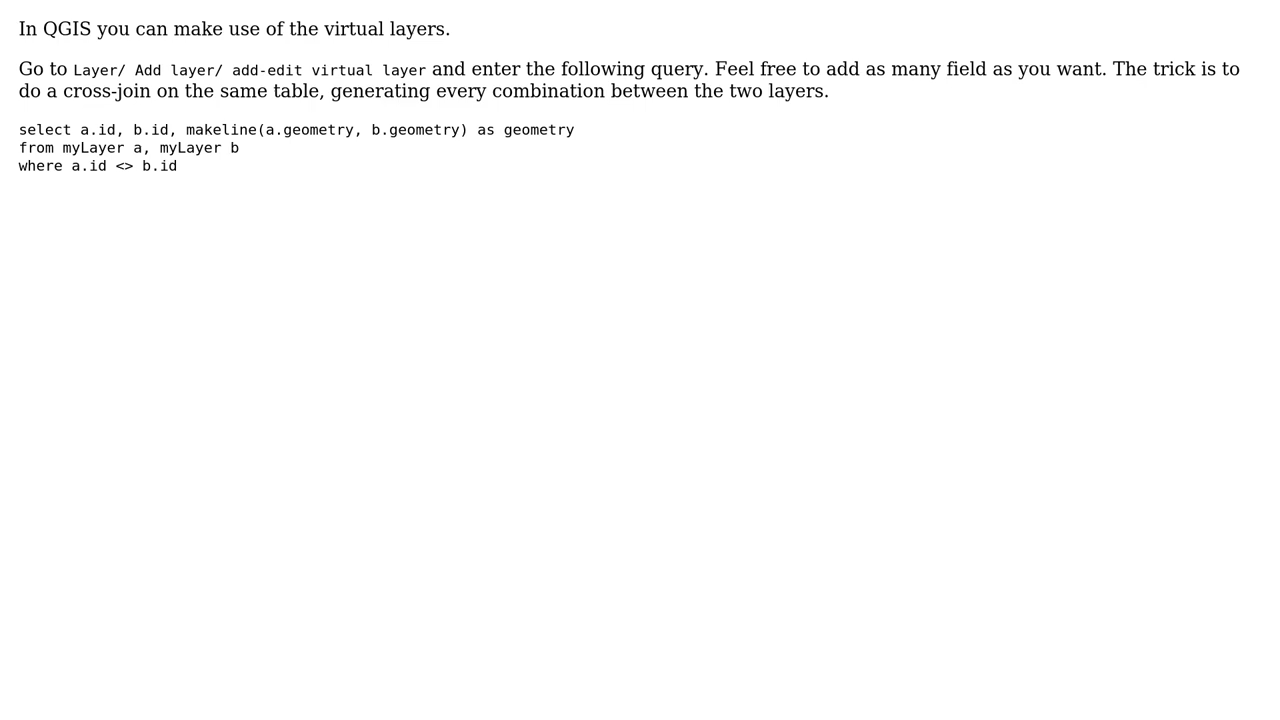 In QGIS you can make use of the virtual layers.
Go to Layer/ Add layer/ add-edit virtual layer and enter the following query. Feel free to add as many field as you want. The trick is to
do a cross-join on the same table, generating every combination between the two layers.
select a.id, b.id, makeline(a.geometry, b.geometry) as geometry
from myLayer a, myLayer b
where a.id <> b.id